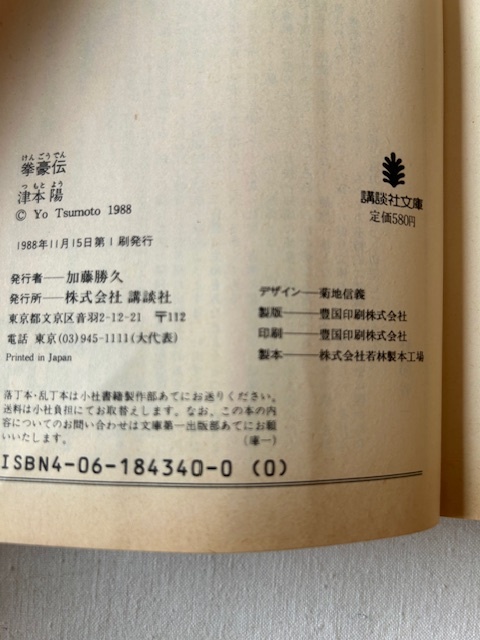 けんごうでん
拳豪伝
つもとよう
津本陽
© Yo Tsumoto 1988
1988年11月15日第1刷発行
発行者──加藤勝久
発行所──株式会社 講談社
東京都文京区音羽2-12-21 〒112
電話 東京(03)945-1111(大代表)
Printed in Japan
講談社文庫
定価580円
デザイン──菊地信義
製版──豊国印刷株式会社
印刷──豊国印刷株式会社
製本──株式会社若林製本工場
落丁本・乱丁本は小社書籍製作部あてにお送りください。
送料は小社負担にてお取替えします。なお、この本の内
容についてのお問い合わせは文庫第一出版部あてにお願
いいたします。 (庫一)
ISBN4-06-184340-0 (0)